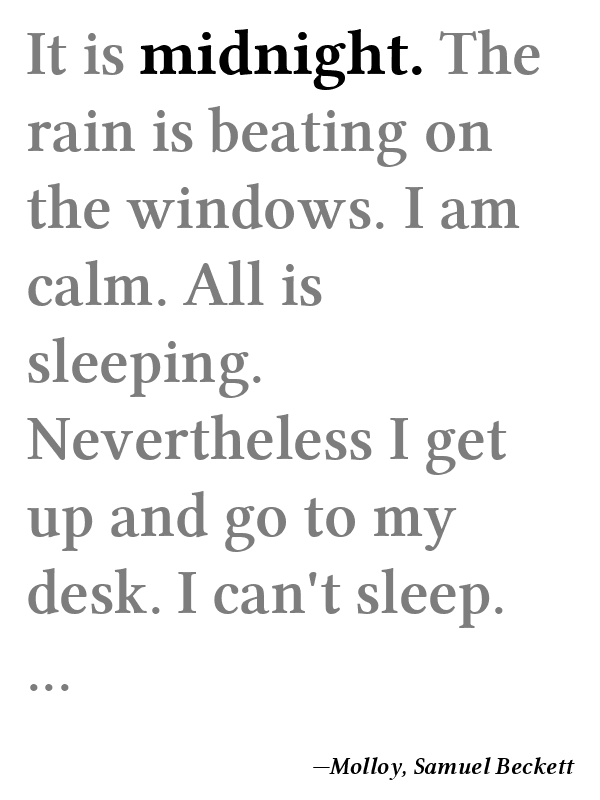 It is midnight. The
rain is beating on
the windows. I am
calm. All is
sleeping.
Nevertheless I get
up and go to my
desk. I can't sleep.
...
—Molloy, Samuel Beckett